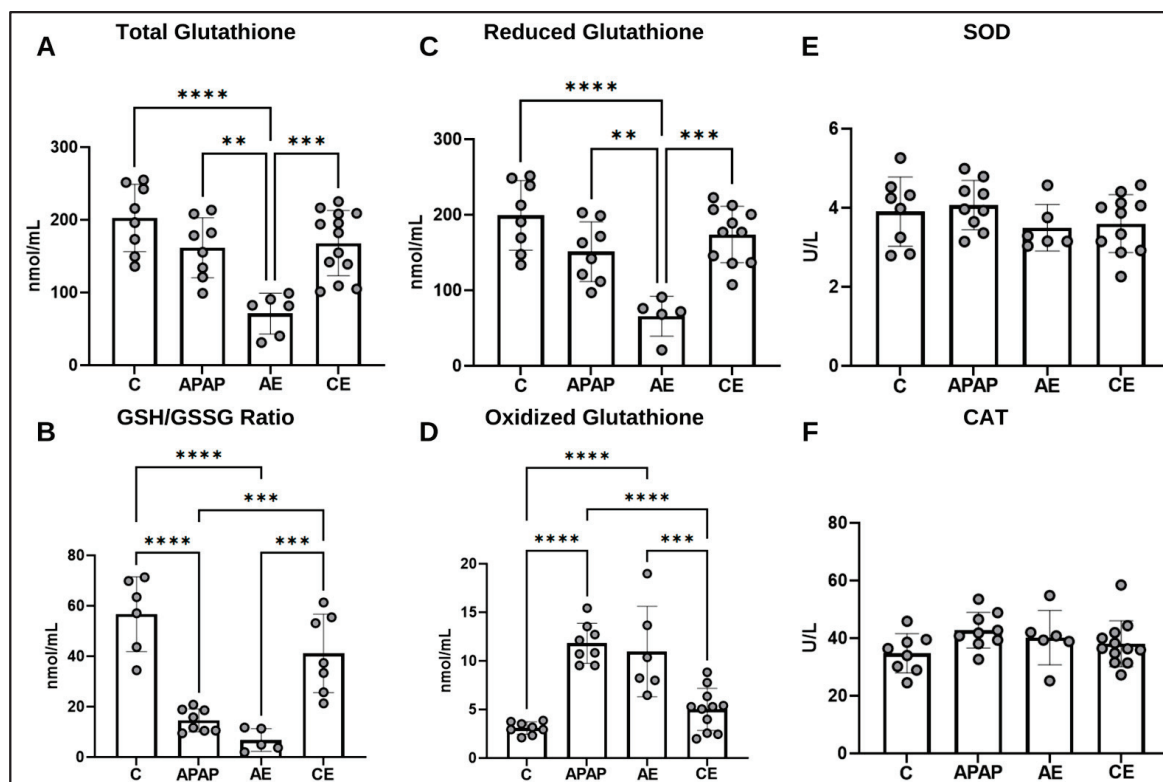 A
Total Glutathione
****
**
***
300
200
100
0
nmol/mL
C
APAP
AE
CE
C
Reduced Glutathione
****
**
***
300
200
100
0
nmol/mL
C
APAP
AE
CE
E
SOD
6
4
2
0
U/L
C
APAP
AE
CE
B
GSH/GSSG Ratio
****
***
****
***
80
60
40
20
0
nmol/mL
C
APAP
AE
CE
D
Oxidized Glutathione
****
****
****
***
20
15
10
5
0
nmol/mL
C
APAP
AE
CE
F
CAT
80
60
40
20
0
U/L
C
APAP
AE
CE